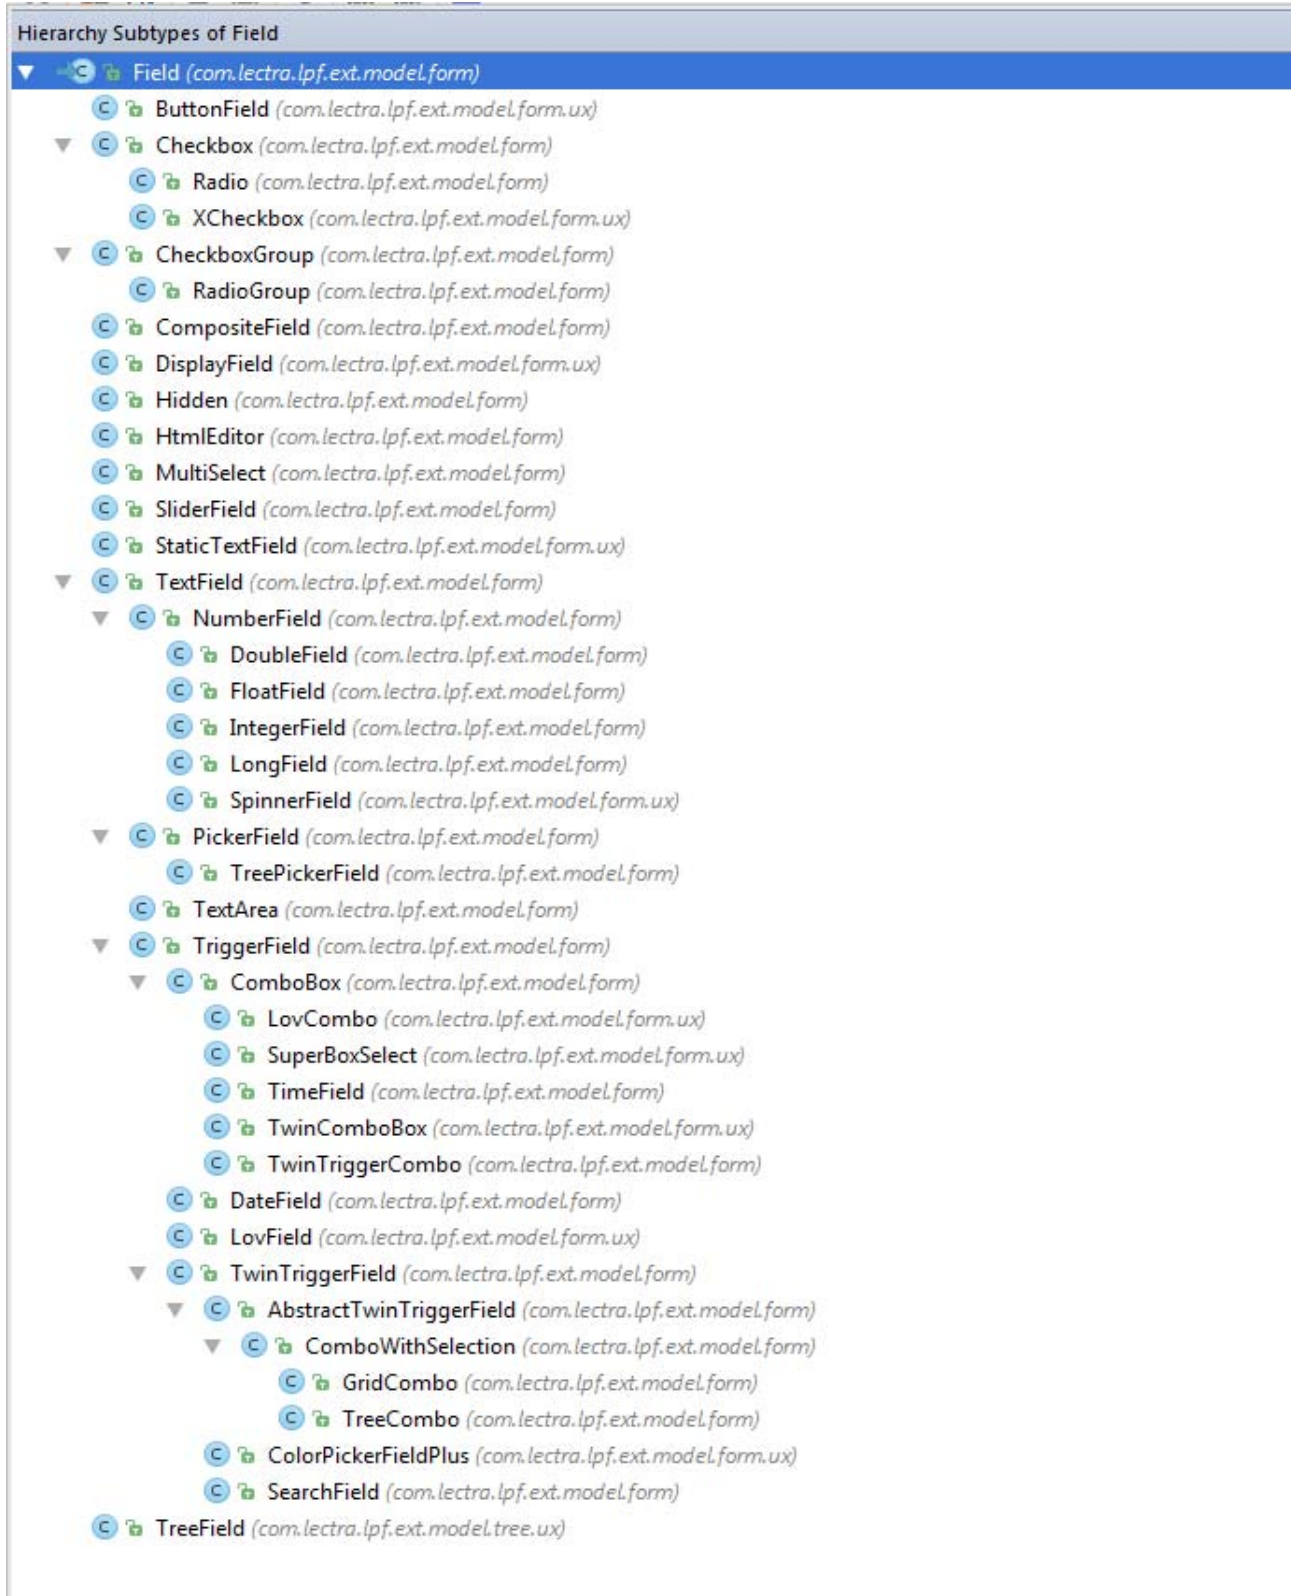 Hierarchy Subtypes of Field
Field (com.lectra.lpf.ext.model.form)
ButtonField (com.lectra.lpf.ext.model.form.ux)
Checkbox (com.lectra.lpf.ext.model.form)
Radio (com.lectra.lpf.ext.model.form)
XCheckbox (com.lectra.lpf.ext.model.form.ux)
CheckboxGroup (com.lectra.lpf.ext.model.form)
RadioGroup (com.lectra.lpf.ext.model.form)
CompositeField (com.lectra.lpf.ext.model.form)
DisplayField (com.lectra.lpf.ext.model.form.ux)
Hidden (com.lectra.lpf.ext.model.form)
HtmlEditor (com.lectra.lpf.ext.model.form)
MultiSelect (com.lectra.lpf.ext.model.form)
SliderField (com.lectra.lpf.ext.model.form)
StaticTextField (com.lectra.lpf.ext.model.form.ux)
TextField (com.lectra.lpf.ext.model.form)
NumberField (com.lectra.lpf.ext.model.form)
DoubleField (com.lectra.lpf.ext.model.form)
FloatField (com.lectra.lpf.ext.model.form)
IntegerField (com.lectra.lpf.ext.model.form)
LongField (com.lectra.lpf.ext.model.form)
SpinnerField (com.lectra.lpf.ext.model.form.ux)
PickerField (com.lectra.lpf.ext.model.form)
TreePickerField (com.lectra.lpf.ext.model.form)
TextArea (com.lectra.lpf.ext.model.form)
TriggerField (com.lectra.lpf.ext.model.form)
ComboBox (com.lectra.lpf.ext.model.form)
LovCombo (com.lectra.lpf.ext.model.form.ux)
SuperBoxSelect (com.lectra.lpf.ext.model.form.ux)
TimeField (com.lectra.lpf.ext.model.form)
TwinComboBox (com.lectra.lpf.ext.model.form.ux)
TwinTriggerCombo (com.lectra.lpf.ext.model.form)
DateField (com.lectra.lpf.ext.model.form)
LovField (com.lectra.lpf.ext.model.form.ux)
TwinTriggerField (com.lectra.lpf.ext.model.form)
AbstractTwinTriggerField (com.lectra.lpf.ext.model.form)
ComboWithSelection (com.lectra.lpf.ext.model.form)
GridCombo (com.lectra.lpf.ext.model.form)
TreeCombo (com.lectra.lpf.ext.model.form)
ColorPickerFieldPlus (com.lectra.lpf.ext.model.form.ux)
SearchField (com.lectra.lpf.ext.model.form)
TreeField (com.lectra.lpf.ext.model.tree.ux)